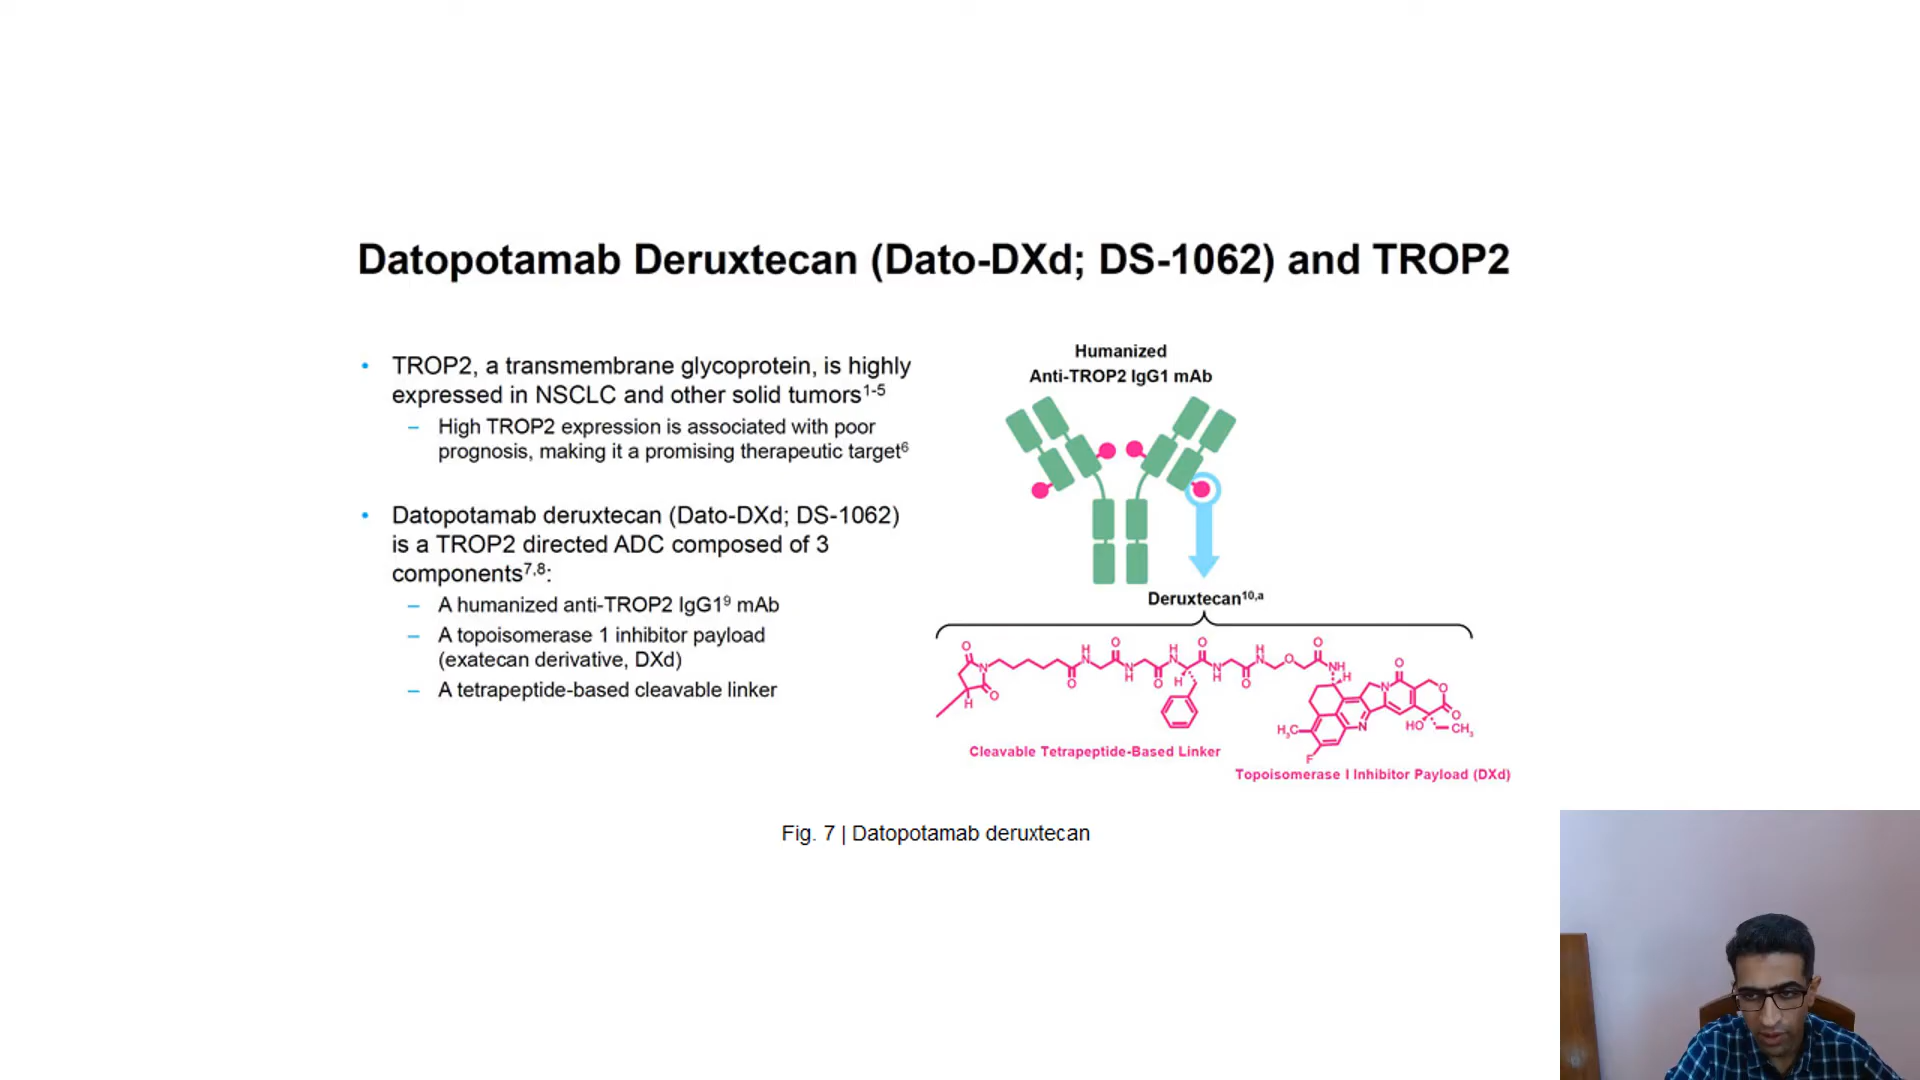 Datopotamab Deruxtecan (Dato-DXd; DS-1062) and TROP2
• TROP2, a transmembrane glycoprotein, is highly
expressed in NSCLC and other solid tumors1-5
– High TROP2 expression is associated with poor
prognosis, making it a promising therapeutic target6
• Datopotamab deruxtecan (Dato-DXd; DS-1062)
is a TROP2 directed ADC composed of 3
components7,8:
– A humanized anti-TROP2 IgG19 mAb
– A topoisomerase 1 inhibitor payload
(exatecan derivative, DXd)
– A tetrapeptide-based cleavable linker
Humanized
Anti-TROP2 IgG1 mAb
Deruxtecan10,a
O H O H O H O NH
N O N N O N O N O
H O H O H O H
H3C N HO CH3
F
Cleavable Tetrapeptide-Based Linker
Topoisomerase I Inhibitor Payload (DXd)
Fig. 7 | Datopotamab deruxtecan